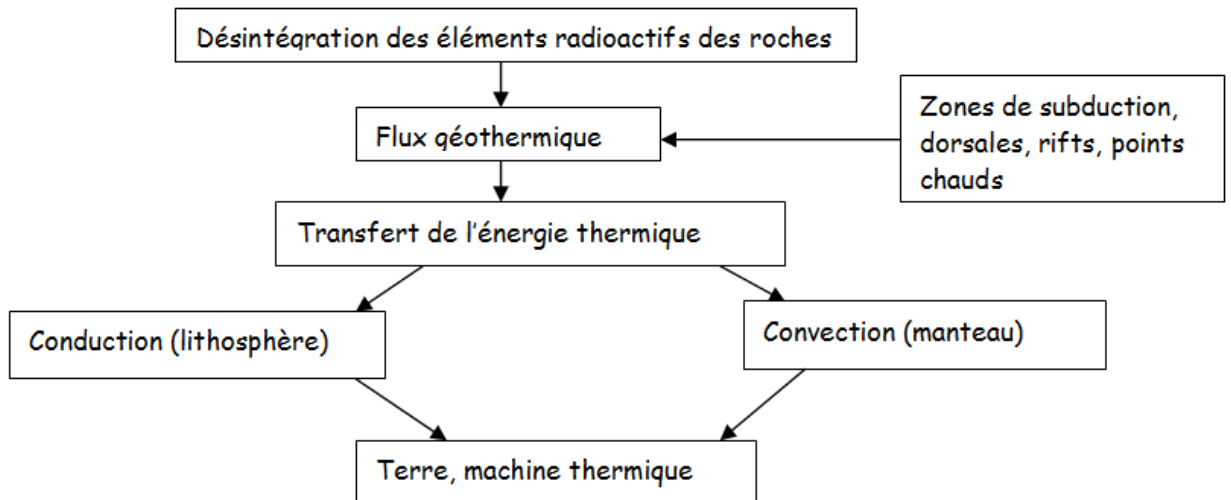 Désintégration des éléments radioactifs des roches
Flux géothermique
Zones de subduction,
dorsales, rifts, points
chauds
Transfert de l'énergie thermique
Conduction (lithosphère)
Convection (manteau)
Terre, machine thermique